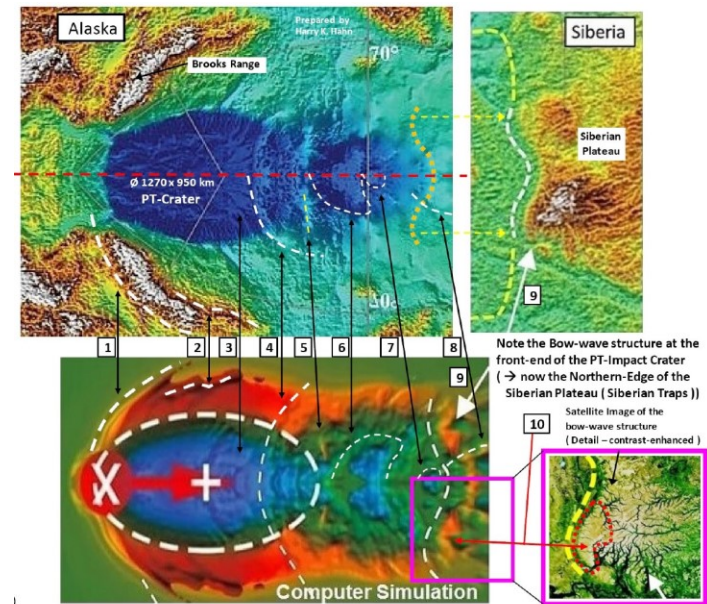 Alaska
Prepared by
Harry K. Hahn
70°
Brooks Range
Ø 1270 x 950 km
PT-Crater
Siberia
Siberian
Plateau
9
1
2
3
4
5
6
7
8
9
Note the Bow-wave structure at the
front-end of the PT-Impact Crater
( → now the Northern-Edge of the
Siberian Plateau ( Siberian Traps ))
10
Satellite Image of the
bow-wave structure
( Detail – contrast-enhanced )
X
+
Computer Simulation